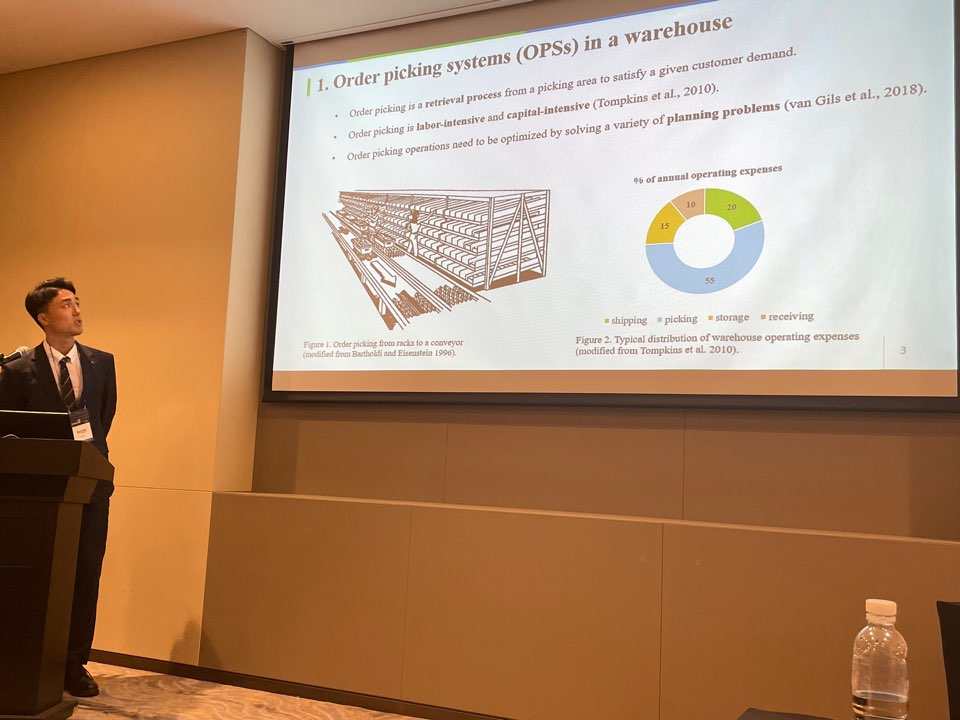 1. Order picking systems (OPSs) in a warehouse
• Order picking is a retrieval process from a picking area to satisfy a given customer demand.
• Order picking is labor-intensive and capital-intensive (Tompkins et al., 2010).
• Order picking operations need to be optimized by solving a variety of planning problems (van Gils et al., 2018).
% of annual operating expenses
10
20
15
55
shipping picking storage receiving
Figure 1. Order picking from racks to a conveyor
(modified from Bartholdi and Eisenstein 1996).
Figure 2. Typical distribution of warehouse operating expenses
(modified from Tompkins et al. 2010).
3